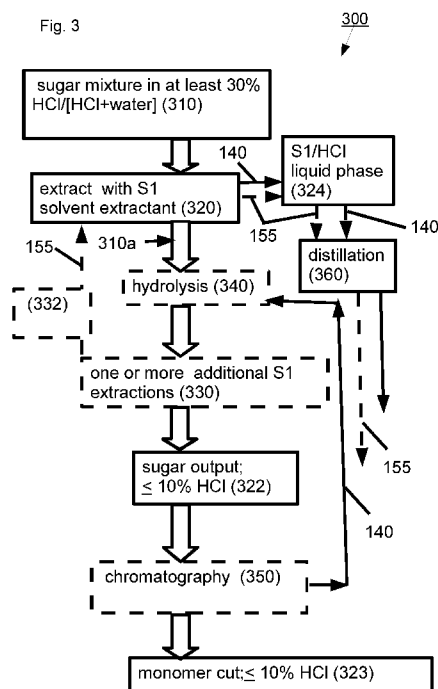 Fig. 3
300
sugar mixture in at least 30%
HCl/[HCl+water] (310)
140
S1/HCl
liquid phase
(324)
extract with S1
solvent extractant (320)
155
140
155
310a
distillation
(360)
(332)
hydrolysis (340)
one or more additional S1
extractions (330)
155
sugar output;
≤ 10% HCl (322)
140
chromatography (350)
monomer cut;≤ 10% HCl (323)